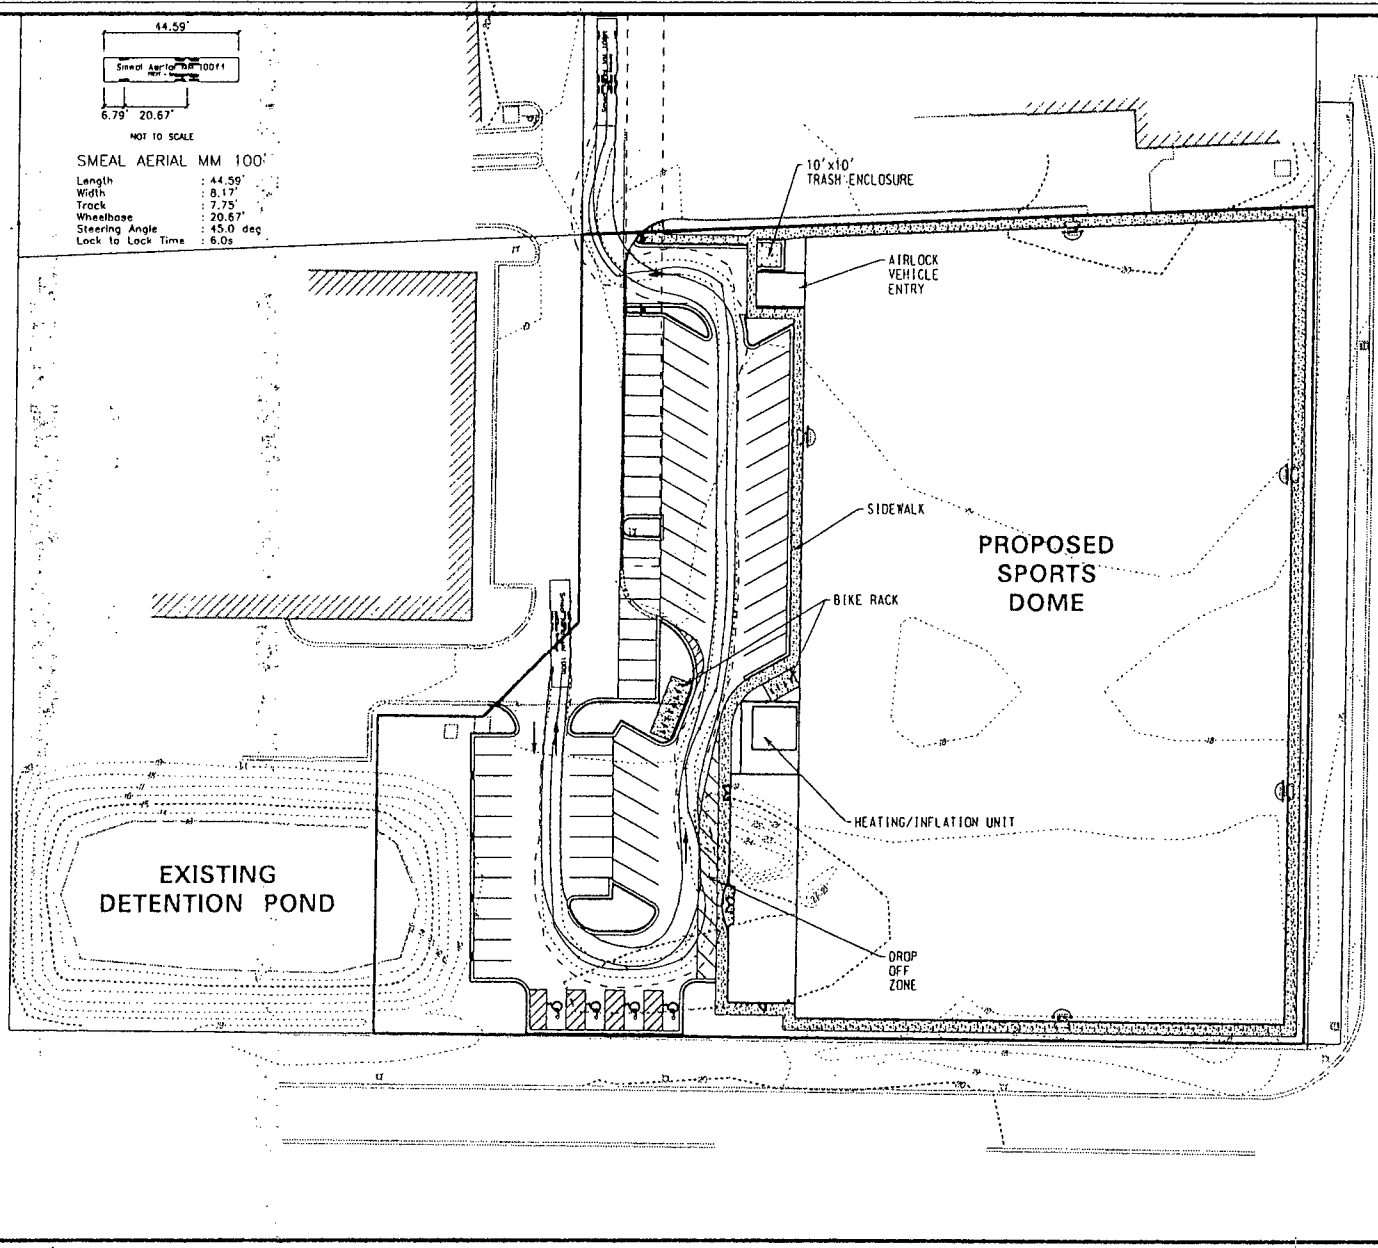 44.59'
6.79' 20.67'
NOT TO SCALE
SMEAL AERIAL MM 100'
Length : 44.59'
Width : 8.17'
Track : 7.75'
Wheelbase : 20.67'
Steering Angle : 45.0 deg
Lock to Lock Time : 6.0s
10'x10'
TRASH ENCLOSURE
AIRLOCK
VEHICLE
ENTRY
SIDEWALK
PROPOSED
SPORTS
DOME
BIKE RACK
HEATING/INFLATION UNIT
EXISTING
DETENTION POND
DROP
OFF
ZONE